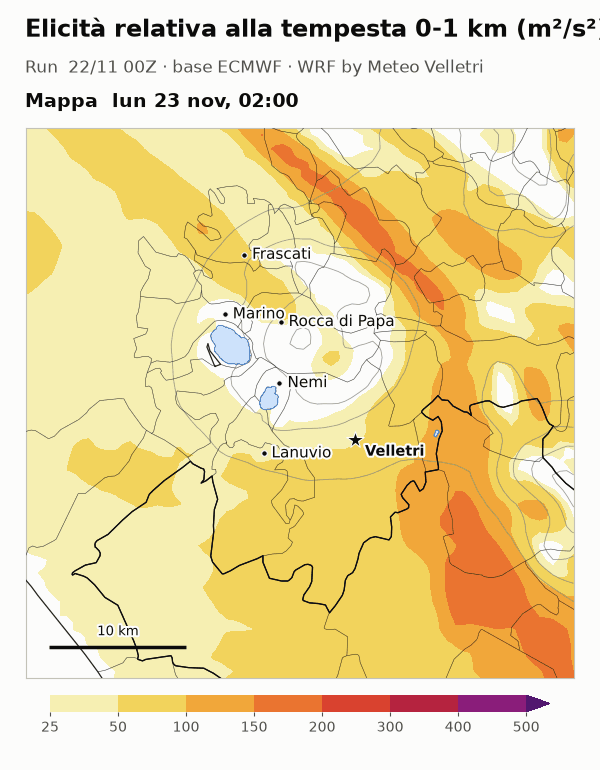 Elicità relativa alla tempesta 0-1 km (m²/s²)
Run  22/11 00Z · base ECMWF · WRF by Meteo Velletri
Mappa  lun 23 nov, 02:00
Frascati
Marino
Rocca di Papa
Nemi
Velletri
Lanuvio
10 km
25 50 100 150 200 300 400 500